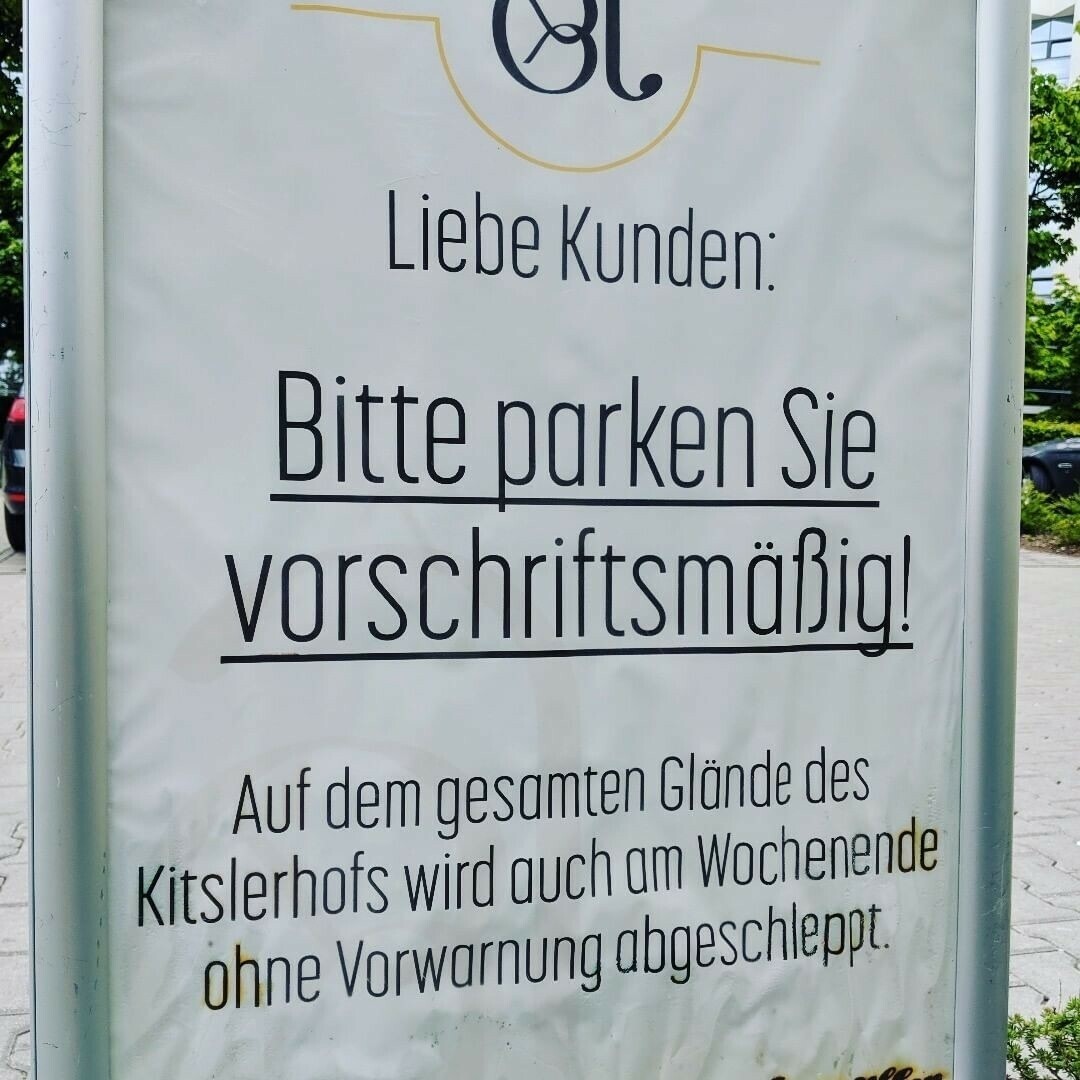 Liebe Kunden:
Bitte parken Sie
vorschriftsmäßig!
Auf dem gesamten Glände des
Kitslerhofs wird auch am Wochenende
ohne Vorwarnung abgeschleppt.